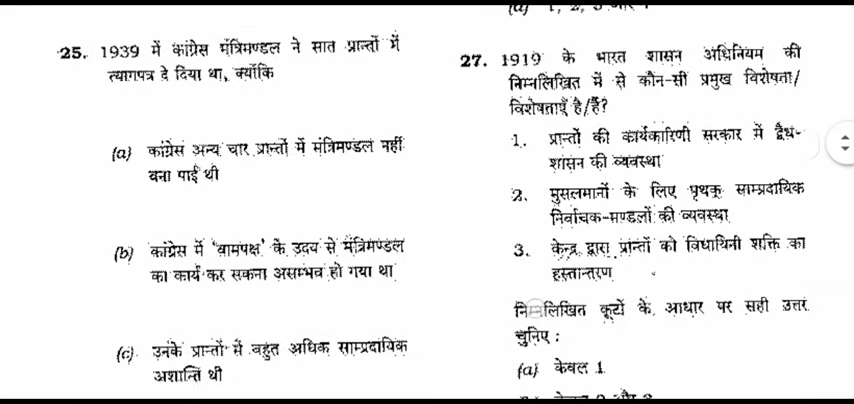 25. 1939 में कांग्रेस मंत्रिमण्डल ने सात प्रान्तों में
त्यागपत्र दे दिया था, क्योंकि
(a) कांग्रेस अन्य चार प्रान्तों में मंत्रिमण्डल नहीं
बना पाई थी
(b) कांग्रेस में 'वामपक्ष' के उदय से मंत्रिमण्डल
का कार्य कर सकना असम्भव हो गया था
(c) उनके प्रान्तों में बहुत अधिक साम्प्रदायिक
अशान्ति थी
27. 1919 के भारत शासन अधिनियम की
निम्नलिखित में से कौन-सी प्रमुख विशेषता/
विशेषताएँ है/हैं?
1. प्रान्तों की कार्यकारिणी सरकार में द्वैध-
शासन की व्यवस्था
2. मुसलमानों के लिए पृथक् साम्प्रदायिक
निर्वाचक-मण्डलों की व्यवस्था
3. केन्द्र द्वारा प्रांतों को विधायिनी शक्ति का
हस्तान्तरण
निम्नलिखित कूटों के आधार पर सही उत्तर
चुनिए :
(a) केवल 1